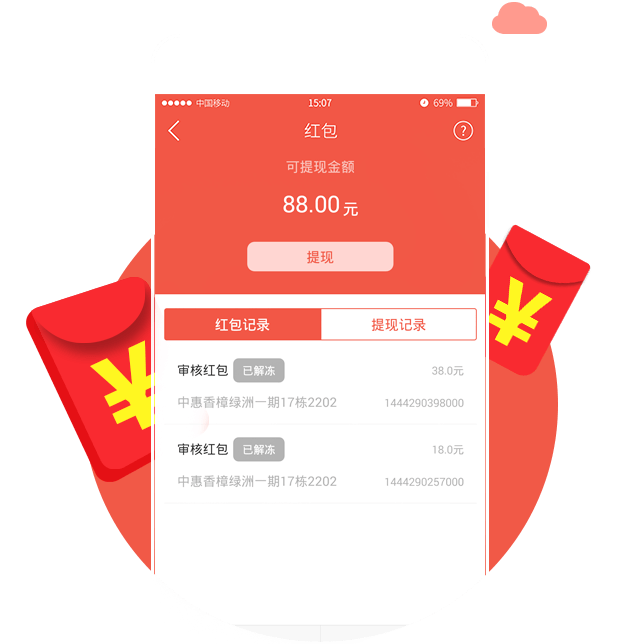 中国移动 15:07 69%
红包 ?
可提现金额
88.00 元
提现
红包记录 提现记录
审核红包 已解冻 38.0元
中惠香樟绿洲一期17栋2202 1444290398000
审核红包 已解冻 18.0元
中惠香樟绿洲一期17栋2202 1444290257000
¥
¥